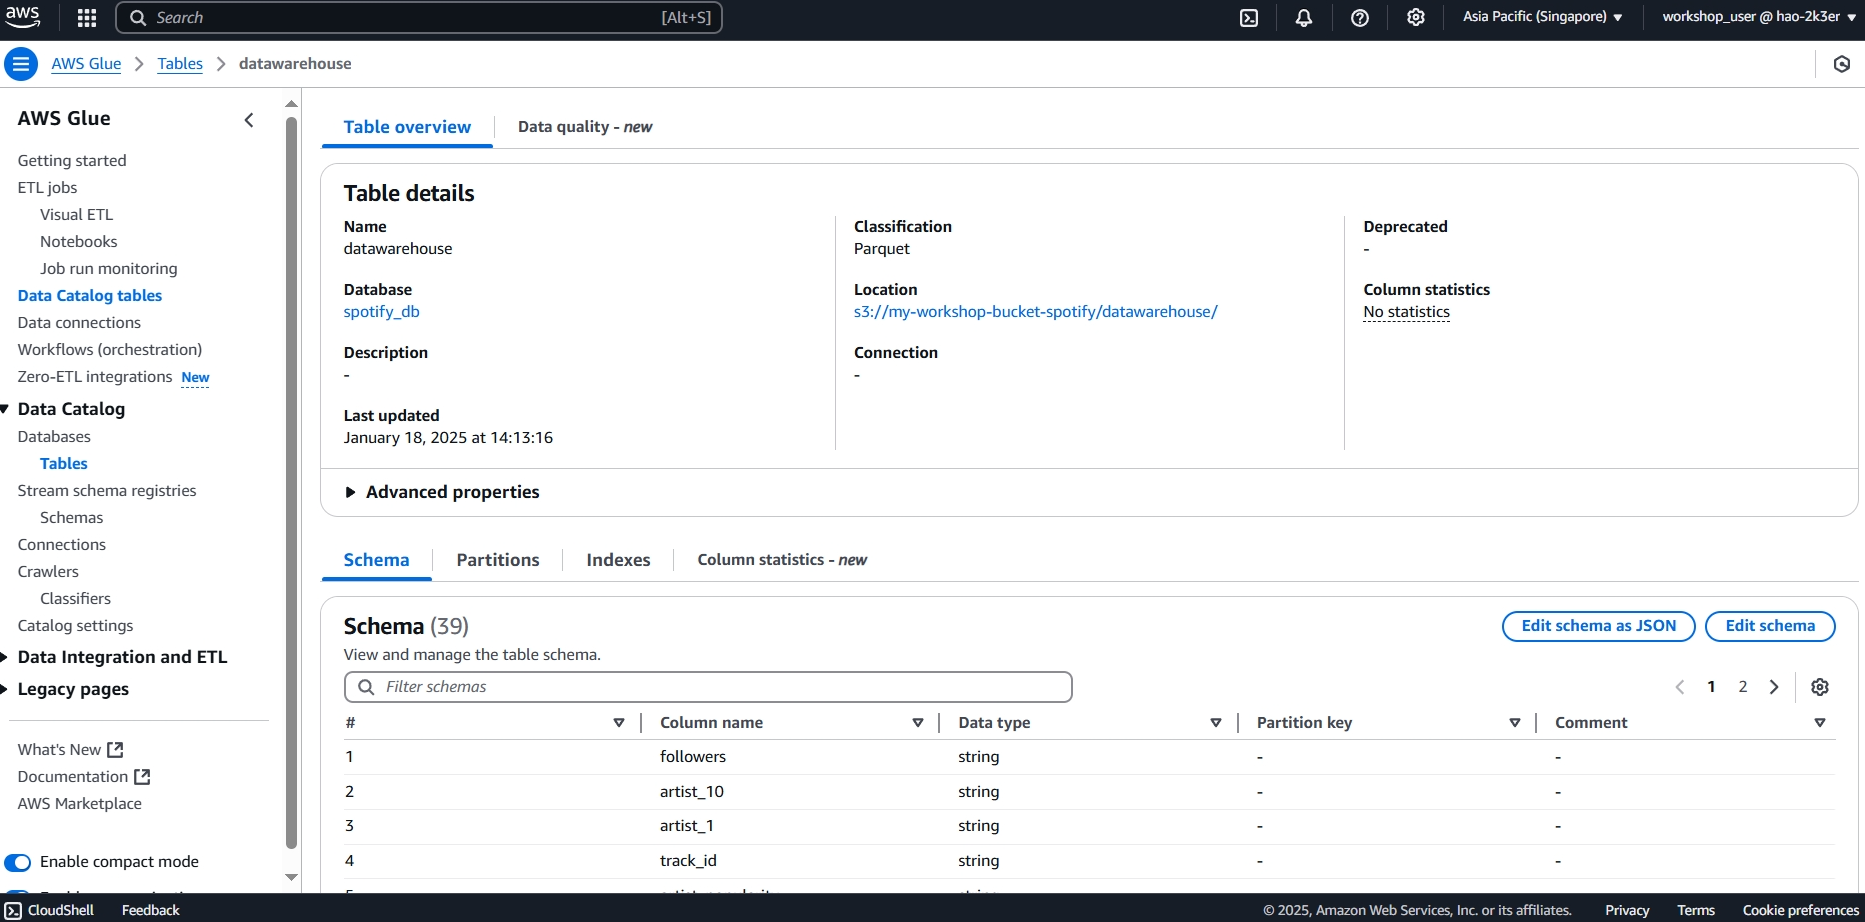 aws
Search [Alt+S]
Asia Pacific (Singapore)
workshop_user @ hao-2k3er
AWS Glue > Tables > datawarehouse
AWS Glue
Getting started
ETL jobs
Visual ETL
Notebooks
Job run monitoring
Data Catalog tables
Data connections
Workflows (orchestration)
Zero-ETL integrations New
Data Catalog
Databases
Tables
Stream schema registries
Schemas
Connections
Crawlers
Classifiers
Catalog settings
Data Integration and ETL
Legacy pages
What's New
Documentation
AWS Marketplace
Enable compact mode
Table overview
Data quality - new
Table details
Name
datawarehouse
Database
spotify_db
Description
-
Last updated
January 18, 2025 at 14:13:16
Classification
Parquet
Location
s3://my-workshop-bucket-spotify/datawarehouse/
Connection
-
Deprecated
-
Column statistics
No statistics
Advanced properties
Schema
Partitions
Indexes
Column statistics - new
Schema (39)
View and manage the table schema.
Edit schema as JSON
Edit schema
Filter schemas
1 2
# Column name Data type Partition key Comment
1 followers string - -
2 artist_10 string - -
3 artist_1 string - -
4 track_id string - -
CloudShell
Feedback
© 2025, Amazon Web Services, Inc. or its affiliates.
Privacy
Terms
Cookie preferences